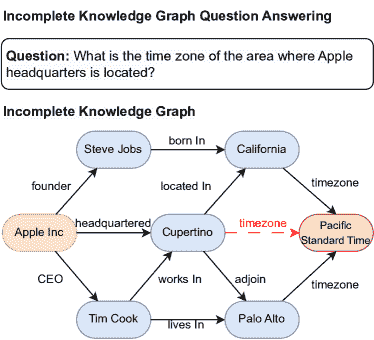 Incomplete Knowledge Graph Question Answering
Question: What is the time zone of the area where Apple
headquarters is located?
Incomplete Knowledge Graph
Steve Jobs
born In
California
founder
located In
timezone
Apple Inc
headquartered
Cupertino
timezone
Pacific
Standard Time
CEO
works In
adjoin
timezone
Tim Cook
lives In
Palo Alto